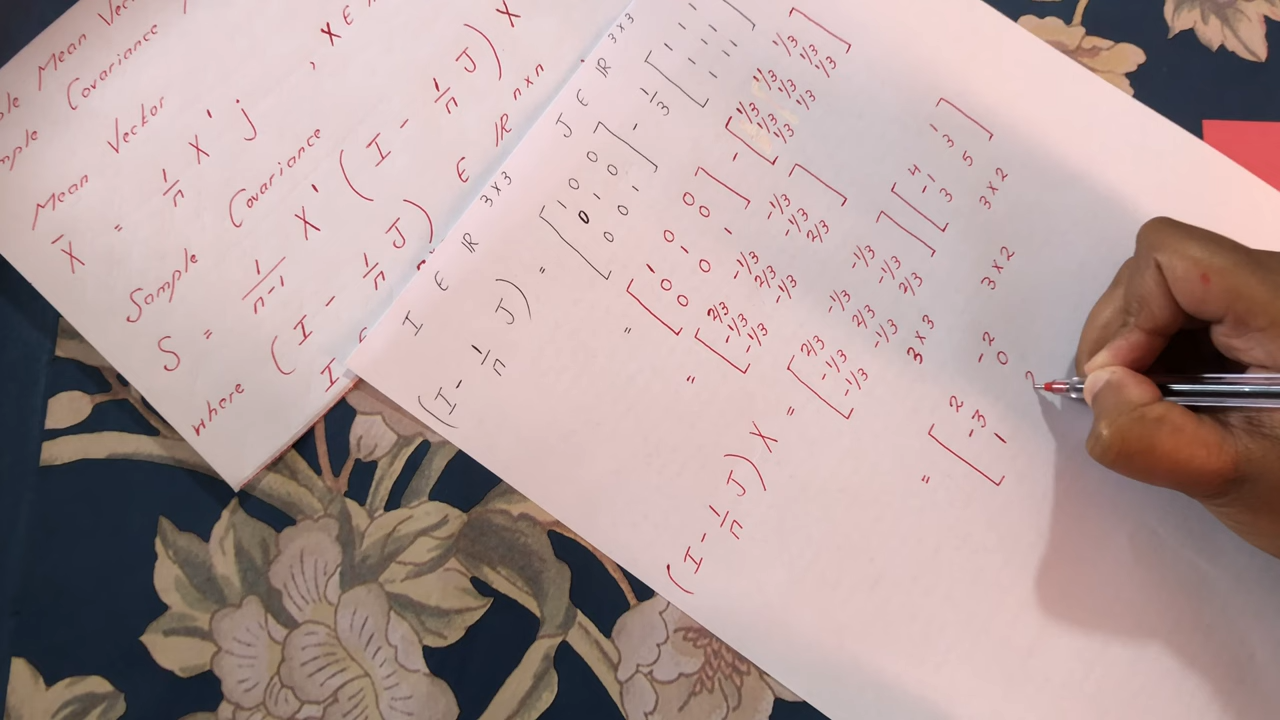 Mean Vec
Covariance
Mean Vector
X̄ = 1/n X' j , X ∈
Sample Covariance
S = 1/n-1 X' ( I - 1/n J ) X
where ( I - 1/n J ) ∈ IR n×n
I
I ∈ IR 3×3 J ∈ IR 3×3
( I - 1/n J ) = [ 1 0 0
0 1 0
0 0 1 ] - 1/3 [ 1 1 1
1 1 1
1 1 1 ]
= [ 1 0 0
0 1 0
0 0 1 ] - [ 1/3 1/3 1/3
1/3 1/3 1/3
1/3 1/3 1/3 ]
= [ 2/3 -1/3 -1/3
-1/3 2/3 -1/3
-1/3 -1/3 2/3 ]
( I - 1/n J ) X = [ 2/3 -1/3 -1/3
-1/3 2/3 -1/3
-1/3 -1/3 2/3 ] [ 4 1
-1 3
3 5 ]
3×3 3×2
= [ 2 -2
-3 0
1 2
3×2